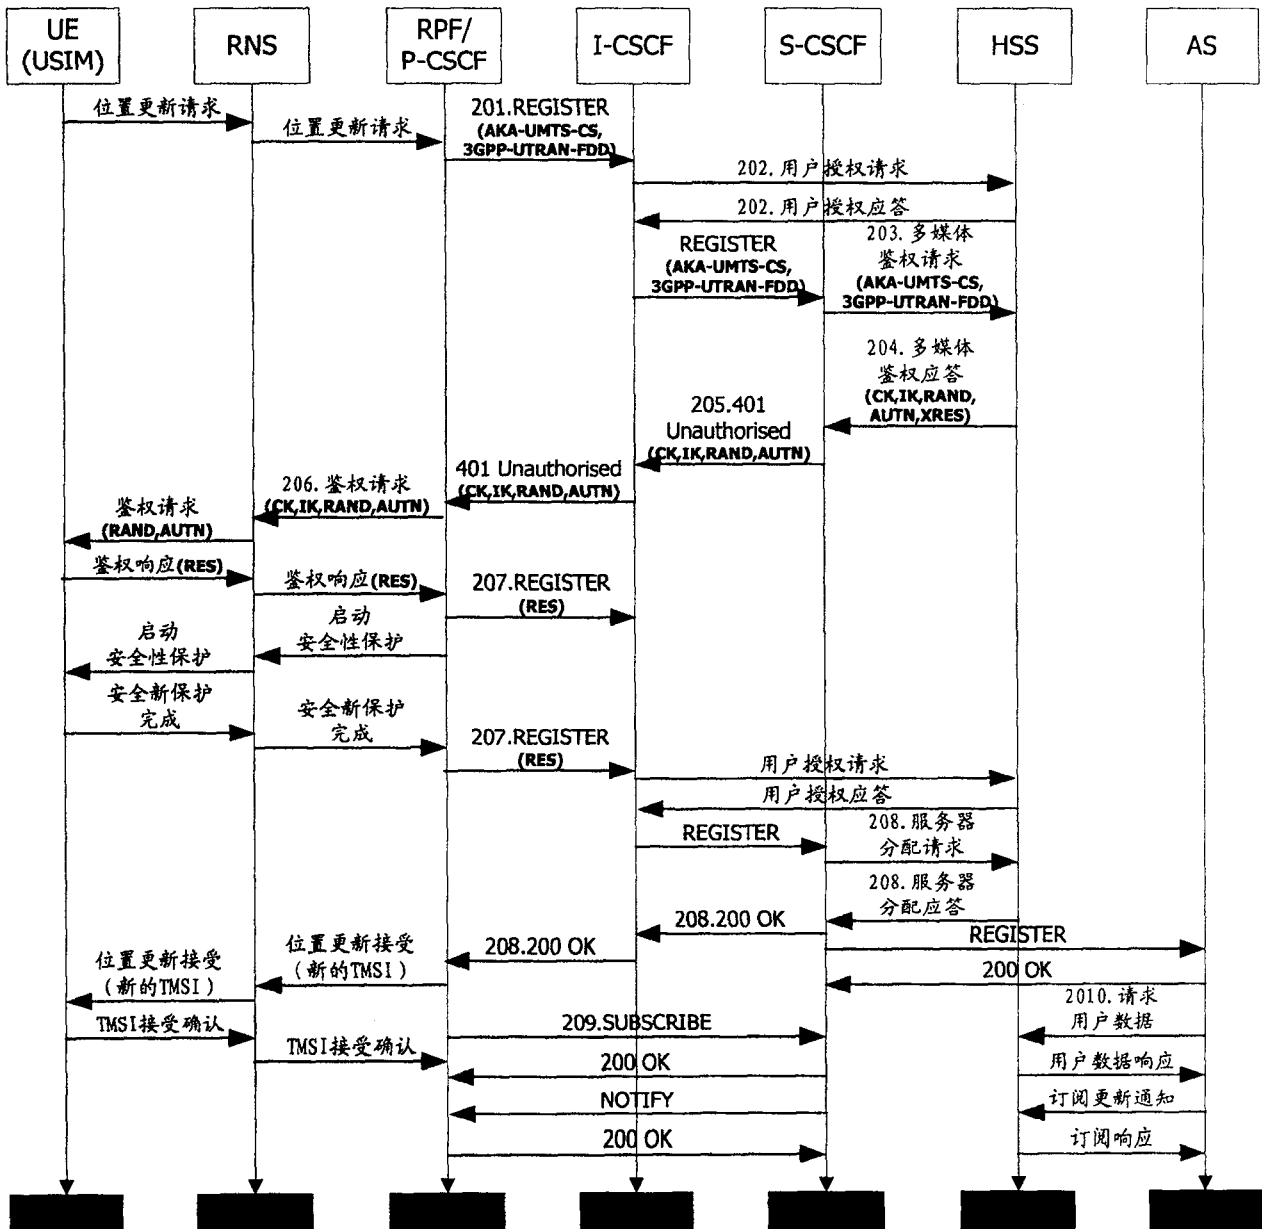 UE
(USIM)
RNS
RPF/
P-CSCF
I-CSCF
S-CSCF
HSS
AS
位置更新请求
位置更新请求
201.REGISTER
(AKA-UMTS-CS,
3GPP-UTRAN-FDD)
202.用户授权请求
202.用户授权应答
REGISTER
(AKA-UMTS-CS,
3GPP-UTRAN-FDD)
203.多媒体
鉴权请求
(AKA-UMTS-CS,
3GPP-UTRAN-FDD)
204.多媒体
鉴权应答
(CK,IK,RAND,
AUTN,XRES)
205.401
Unauthorised
(CK,IK,RAND,AUTN)
401 Unauthorised
(CK,IK,RAND,AUTN)
206.鉴权请求
(CK,IK,RAND,AUTN)
鉴权请求
(RAND,AUTN)
鉴权响应(RES)
鉴权响应(RES)
207.REGISTER
(RES)
启动
安全性保护
启动
安全性保护
安全新保护
完成
安全新保护
完成
207.REGISTER
(RES)
用户授权请求
用户授权应答
REGISTER
208.服务器
分配请求
208.服务器
分配应答
208.200 OK
208.200 OK
REGISTER
200 OK
位置更新接受
(新的TMSI)
位置更新接受
(新的TMSI)
TMSI接受确认
TMSI接受确认
209.SUBSCRIBE
2010.请求
用户数据
200 OK
用户数据响应
NOTIFY
订阅更新通知
200 OK
订阅响应